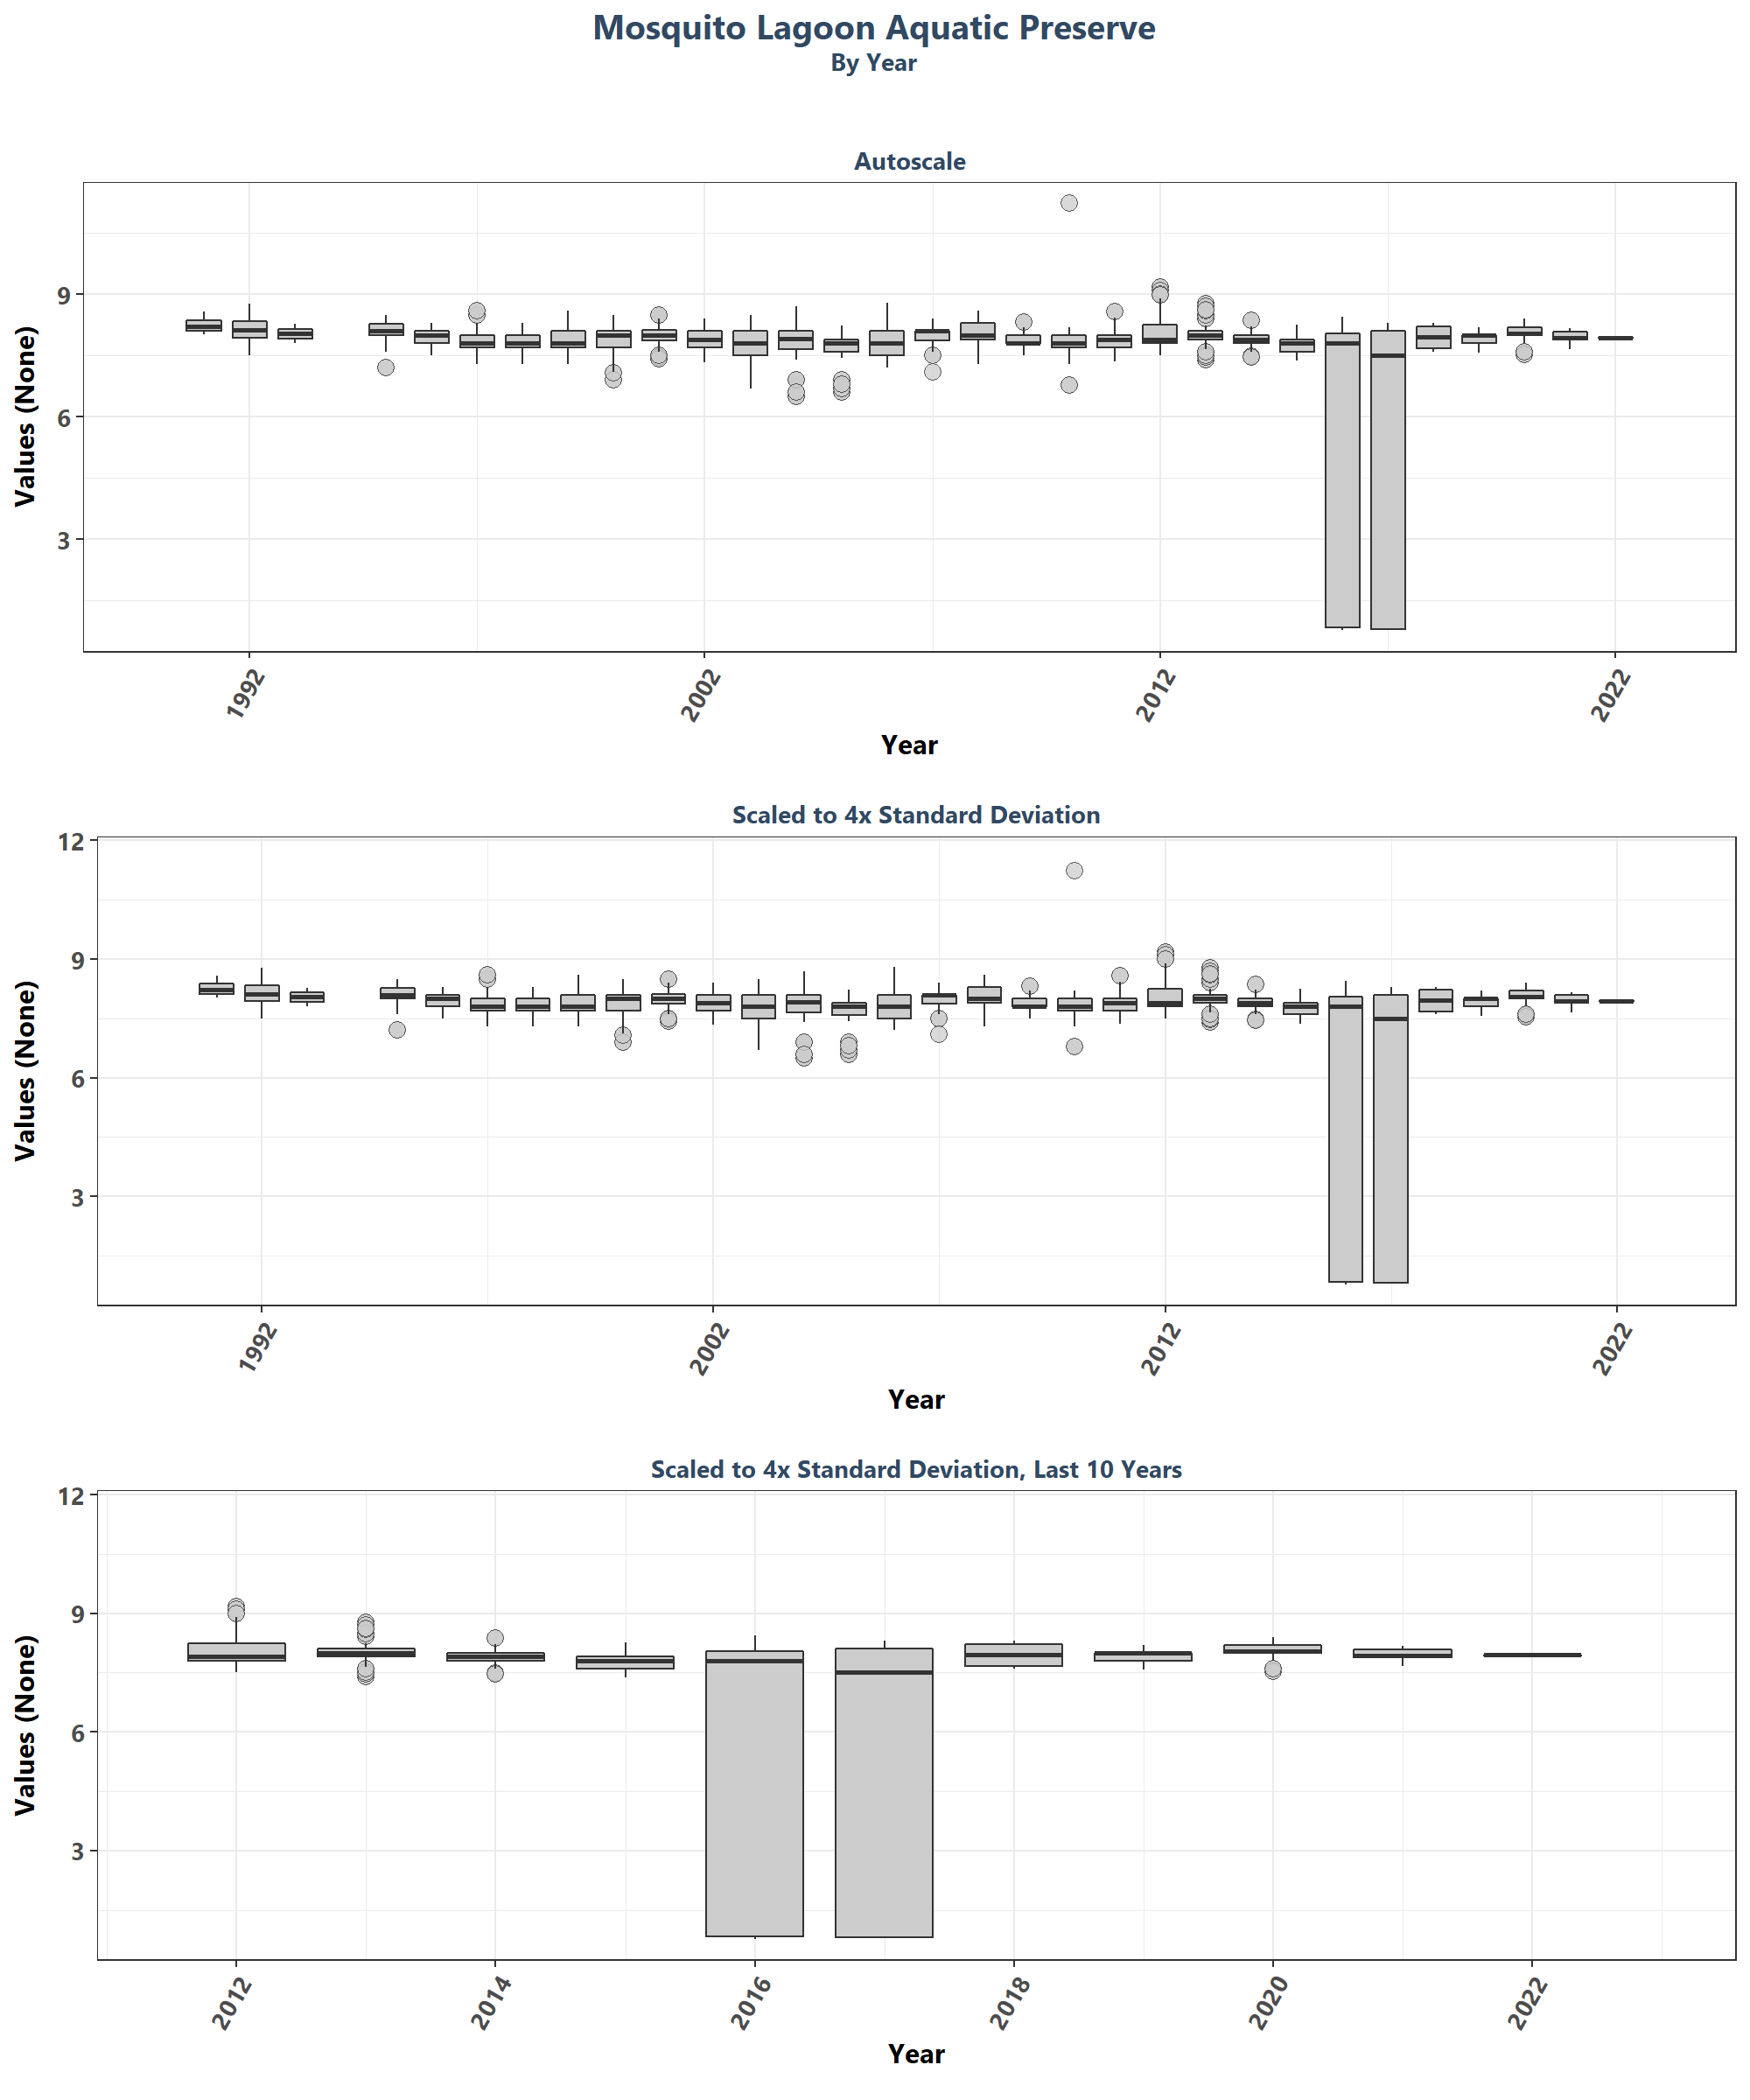 Mosquito Lagoon Aquatic Preserve
By Year
Autoscale
Values (None)
9
6
3
1992
2002
2012
2022
Year
Scaled to 4x Standard Deviation
Values (None)
12
9
6
3
1992
2002
2012
2022
Year
Scaled to 4x Standard Deviation, Last 10 Years
Values (None)
12
9
6
3
2012
2014
2016
2018
2020
2022
Year